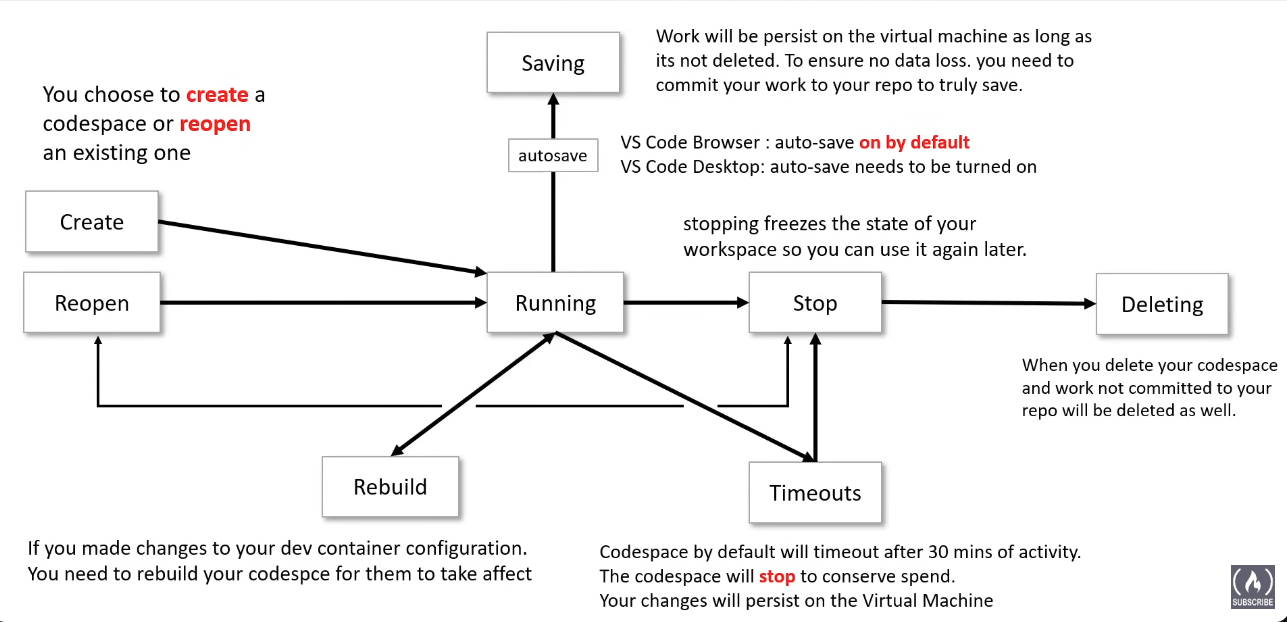 Saving
Work will be persist on the virtual machine as long as
its not deleted. To ensure no data loss. you need to
commit your work to your repo to truly save.
You choose to create a
codespace or reopen
an existing one
autosave
VS Code Browser : auto-save on by default
VS Code Desktop: auto-save needs to be turned on
Create
stopping freezes the state of your
workspace so you can use it again later.
Reopen
Running
Stop
Deleting
When you delete your codespace
and work not committed to your
repo will be deleted as well.
Rebuild
Timeouts
If you made changes to your dev container configuration.
You need to rebuild your codespce for them to take affect
Codespace by default will timeout after 30 mins of activity.
The codespace will stop to conserve spend.
Your changes will persist on the Virtual Machine
SUBSCRIBE